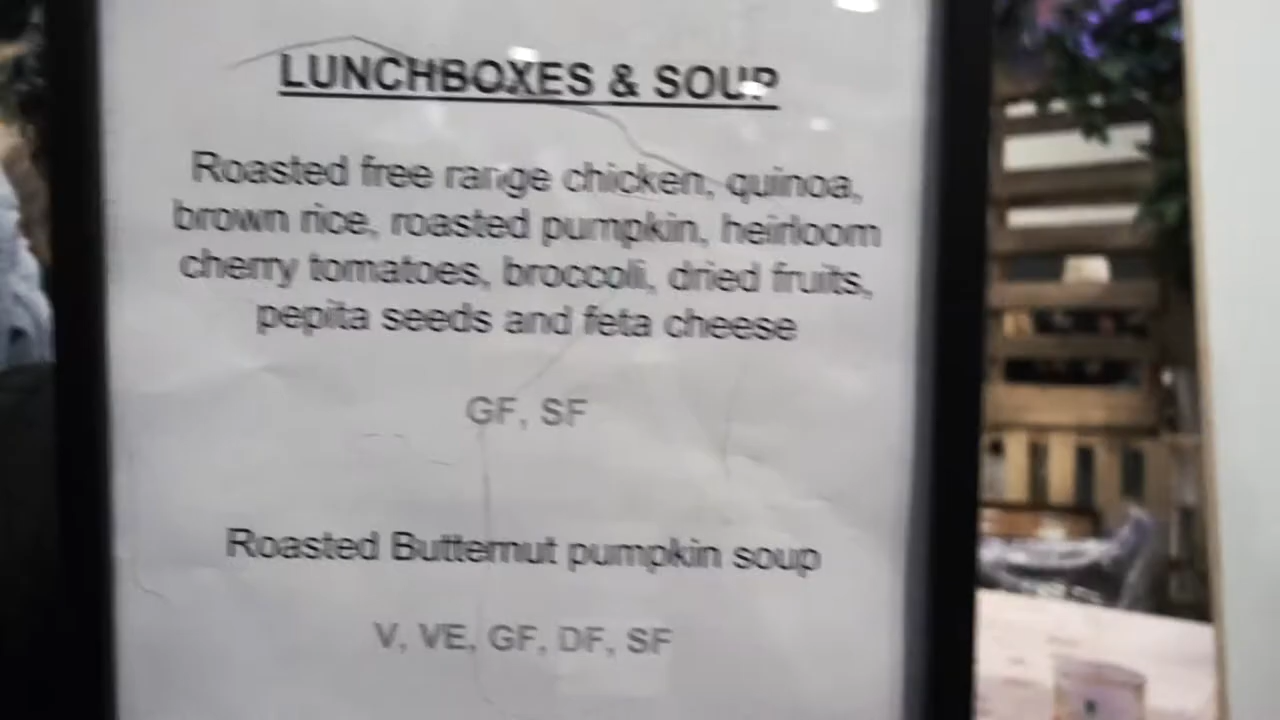 LUNCHBOXES & SOUP
Roasted free range chicken, quinoa,
brown rice, roasted pumpkin, heirloom
cherry tomatoes, broccoli, dried fruits,
pepita seeds and feta cheese
GF, SF
Roasted Butternut pumpkin soup
V, VE, GF, DF, SF